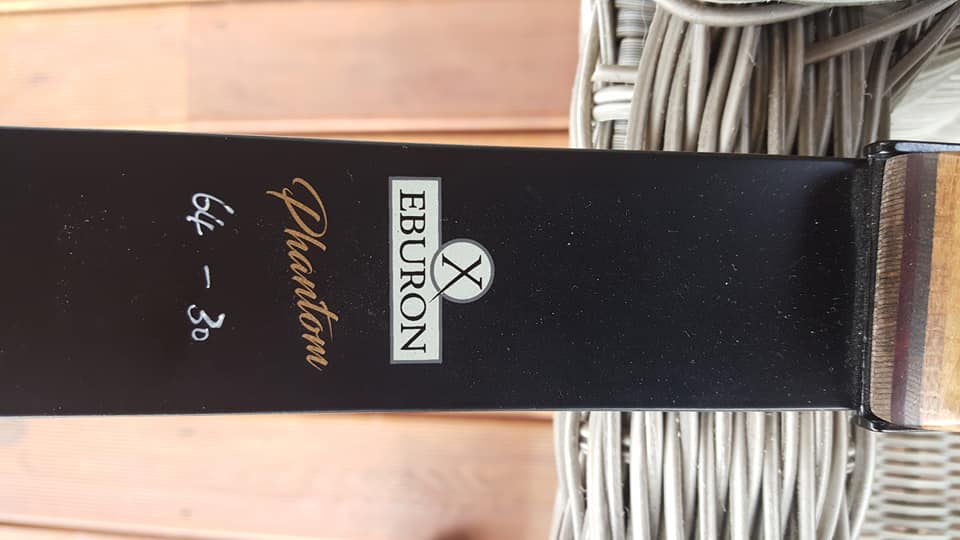 X
EBURON
Phantom
64 - 30